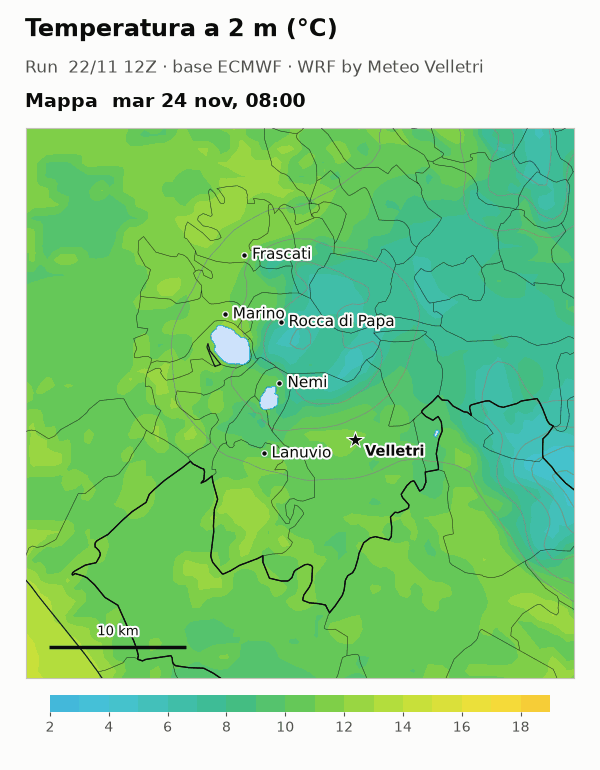 Temperatura a 2 m (°C)
Run  22/11 12Z · base ECMWF · WRF by Meteo Velletri
Mappa  mar 24 nov, 08:00
Frascati
Marino
Rocca di Papa
Nemi
Velletri
Lanuvio
10 km
2 4 6 8 10 12 14 16 18